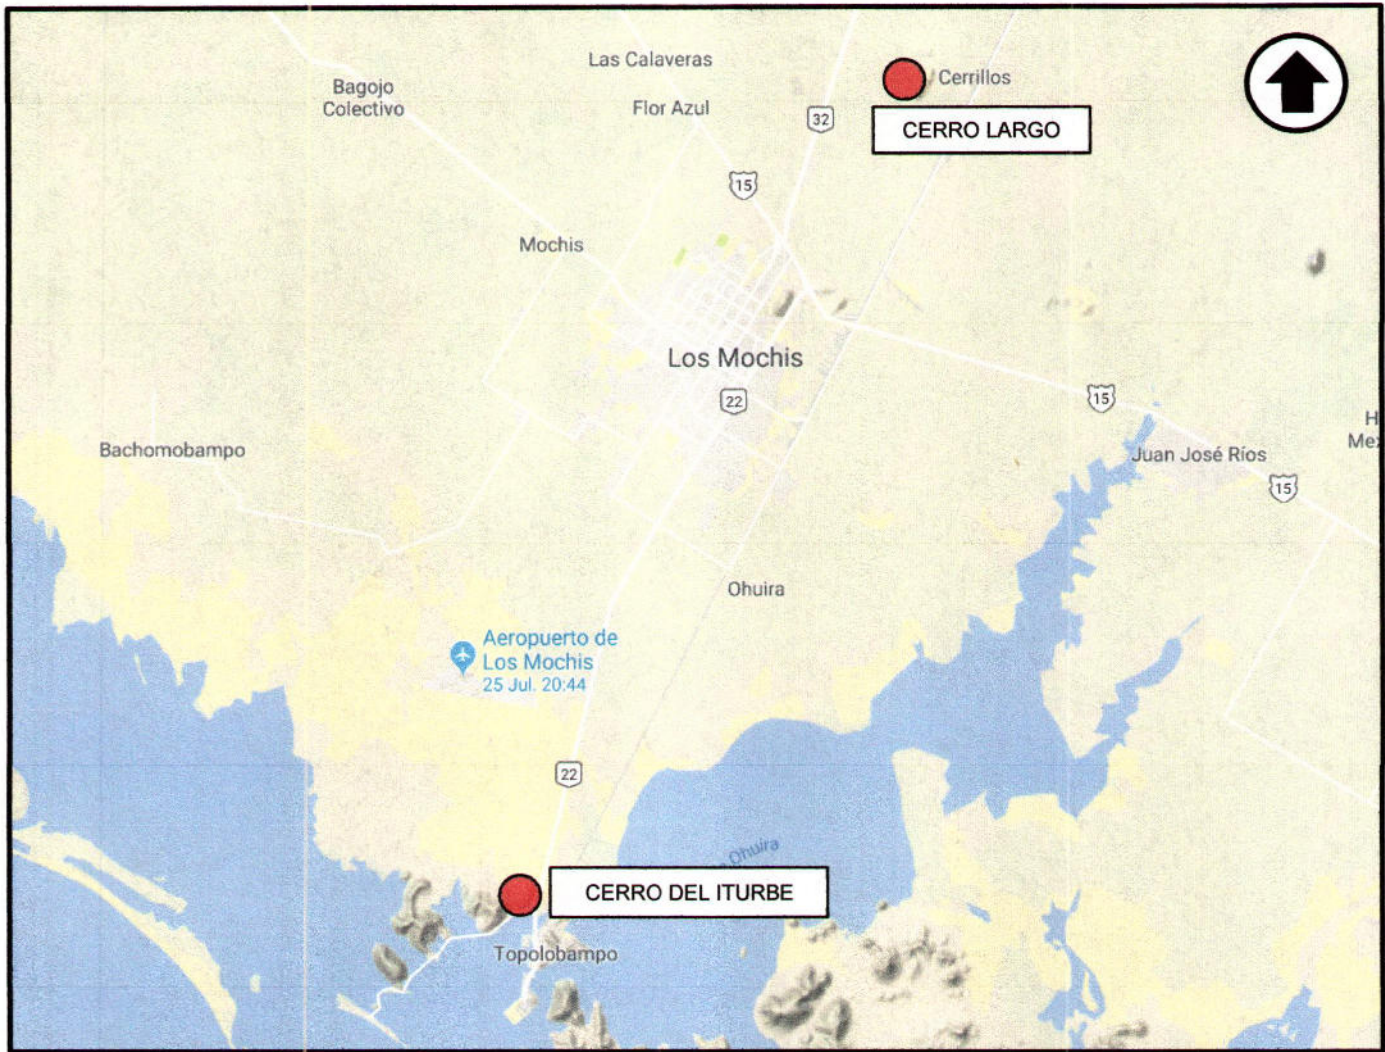 Las Calaveras
Cerrillos
Bagojo
Colectivo
Flor Azul
32
CERRO LARGO
15
Mochis
Los Mochis
22
15
H
Mex
Bachomobampo
Juan José Ríos
15
Ohuira
Aeropuerto de
Los Mochis
25 Jul. 20:44
22
Ohuira
CERRO DEL ITURBE
Topolobampo